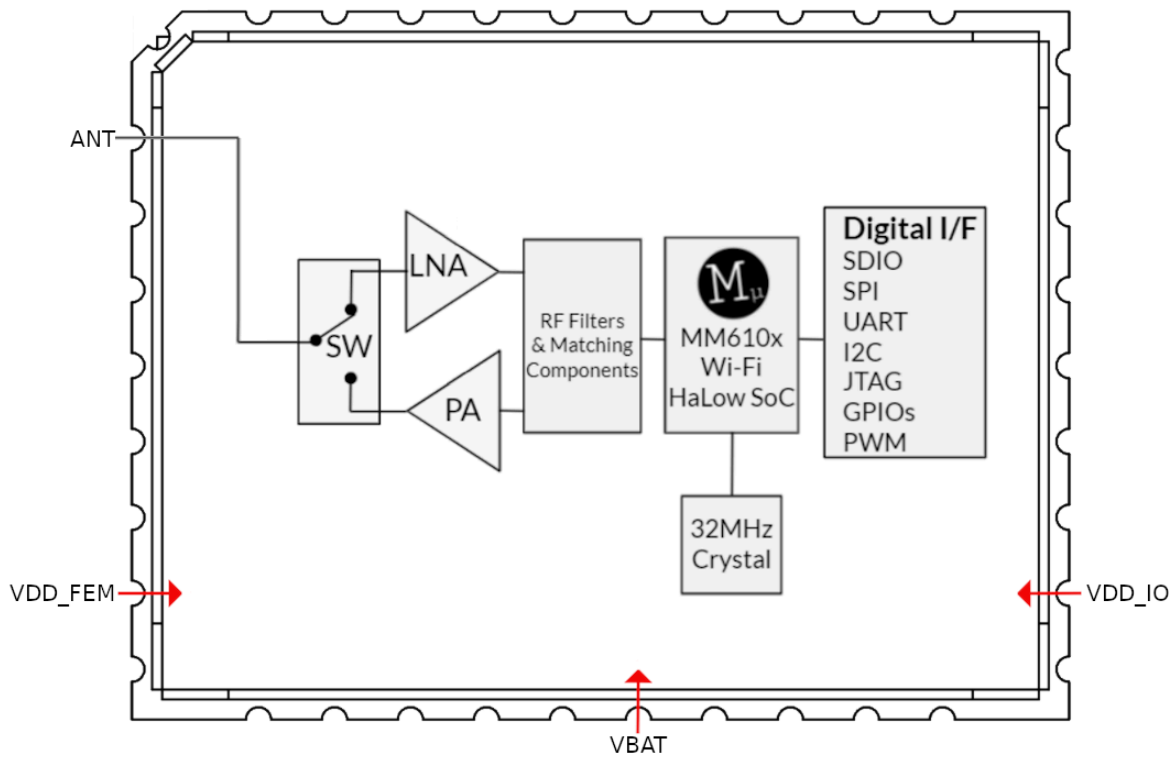 ANT
LNA
SW
PA
RF Filters
& Matching
Components
Mμ
MM610x
Wi-Fi
HaLow SoC
Digital I/F
SDIO
SPI
UART
I2C
JTAG
GPIOs
PWM
32MHz
Crystal
VDD_FEM
VDD_IO
VBAT